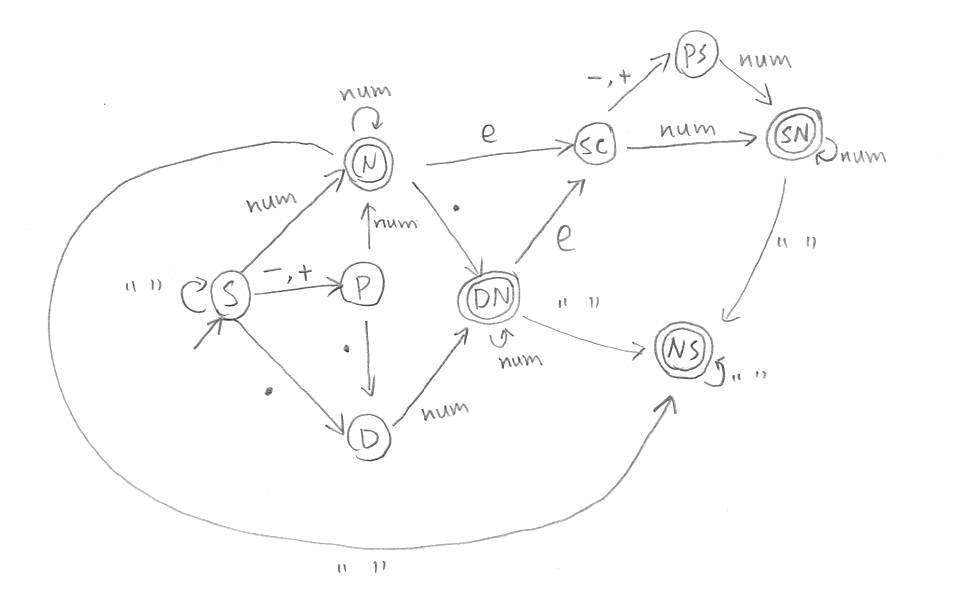 PS
-, +
num
num
e
SC
num
SN
num
N
num
num
.
e
" "
-, +
P
" "
S
DN
" "
.
num
NS
" "
.
D
num
" "